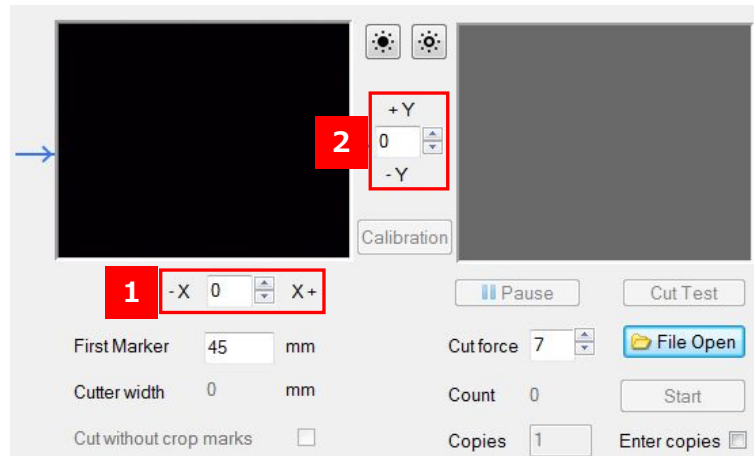 + Y
2
0
- Y
Calibration
1
- X 0 X +
Pause
Cut Test
First Marker 45 mm
Cut force 7
File Open
Cutter width 0 mm
Count 0
Start
Cut without crop marks
Copies 1
Enter copies